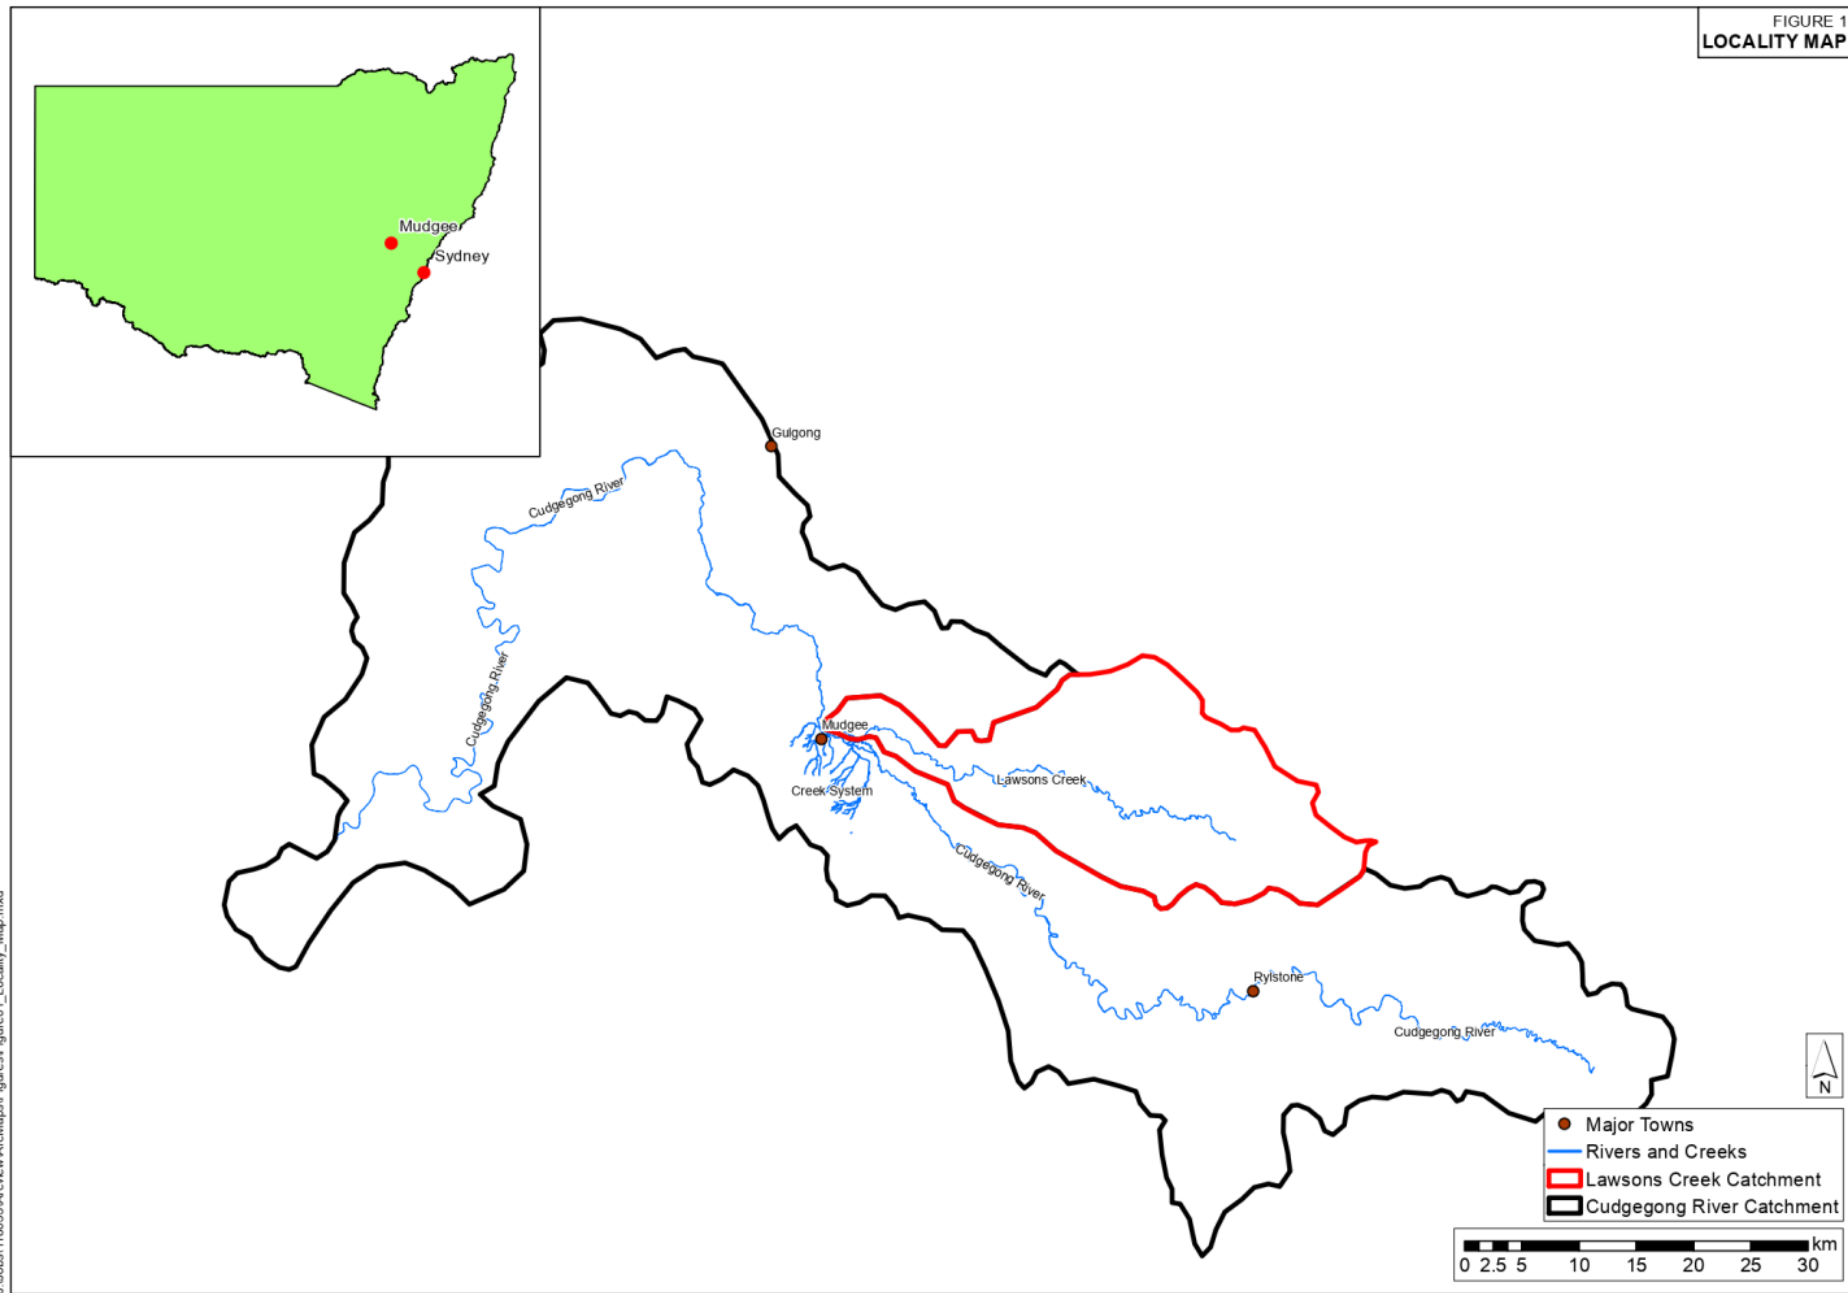 FIGURE 1
LOCALITY MAP
Mudgee
Sydney
Gulgong
Cudgegong River
Cudgegong River
Mudgee
Creek System
Lawsons Creek
Cudgegong River
Rylstone
Cudgegong River
N
Major Towns
Rivers and Creeks
Lawsons Creek Catchment
Cudgegong River Catchment
km
0 2.5 5 10 15 20 25 30